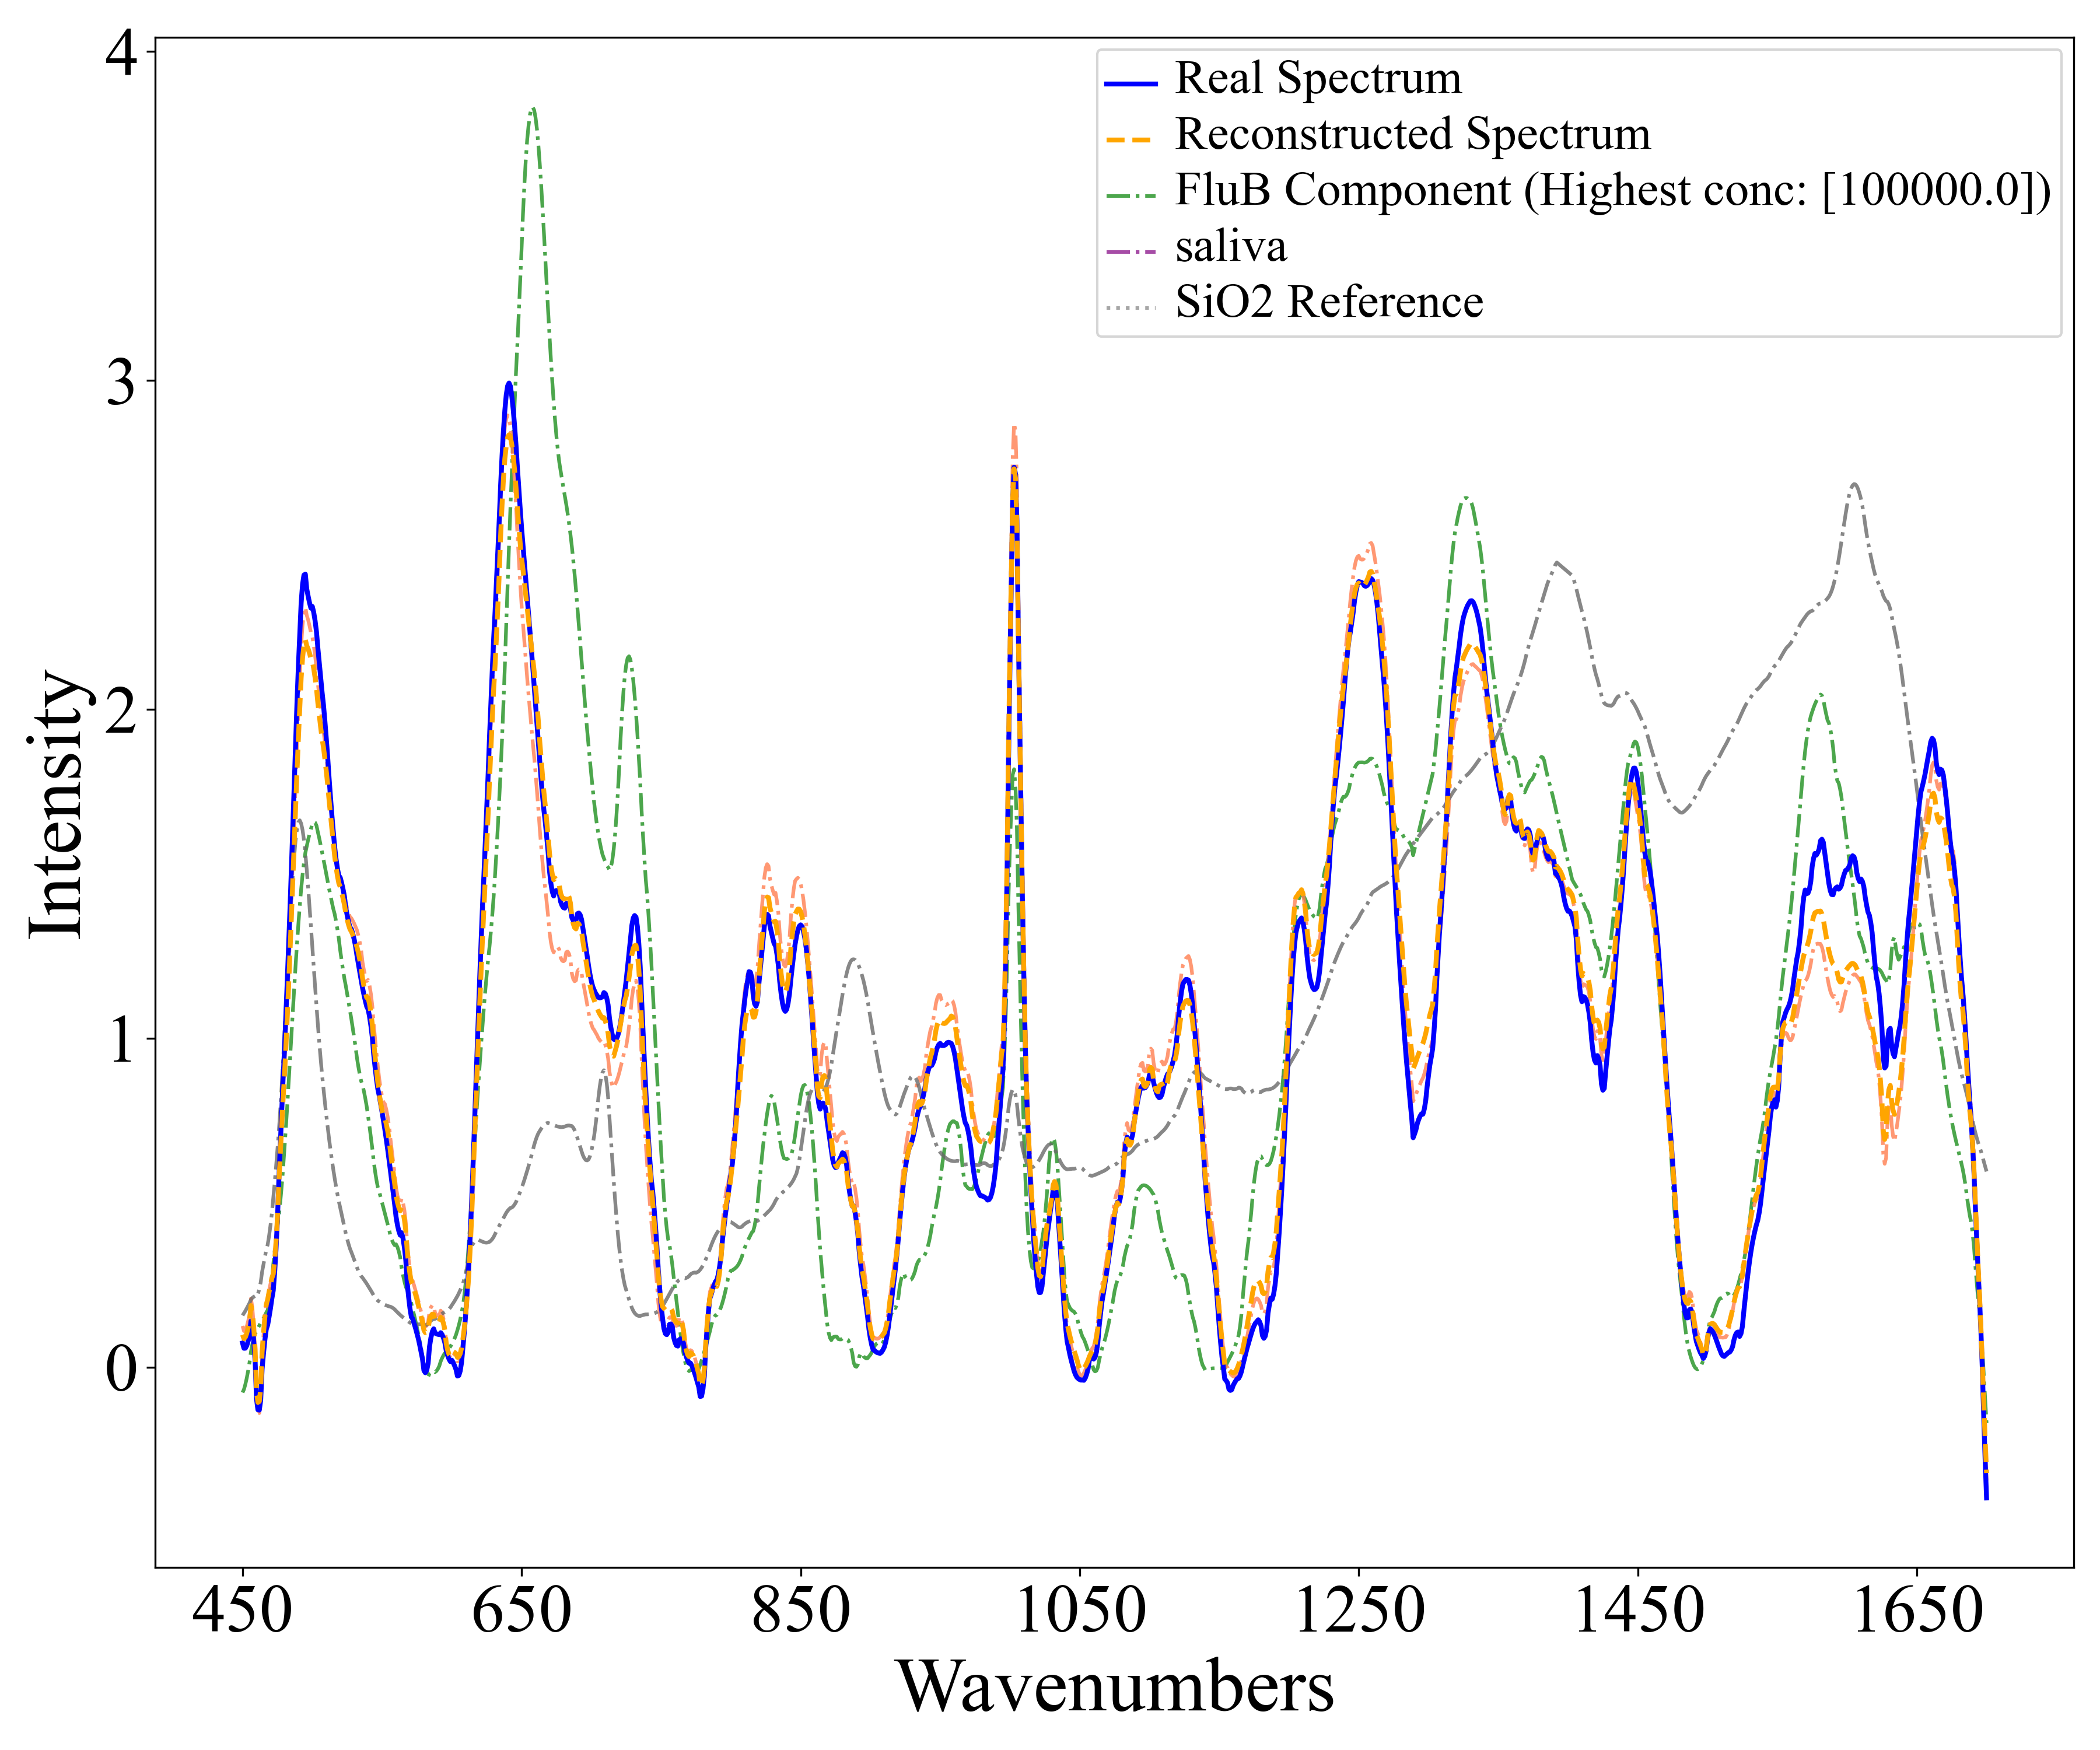 Real Spectrum
Reconstructed Spectrum
FluB Component (Highest conc: [100000.0])
saliva
SiO2 Reference
Intensity
4
3
2
1
0
450 650 850 1050 1250 1450 1650
Wavenumbers